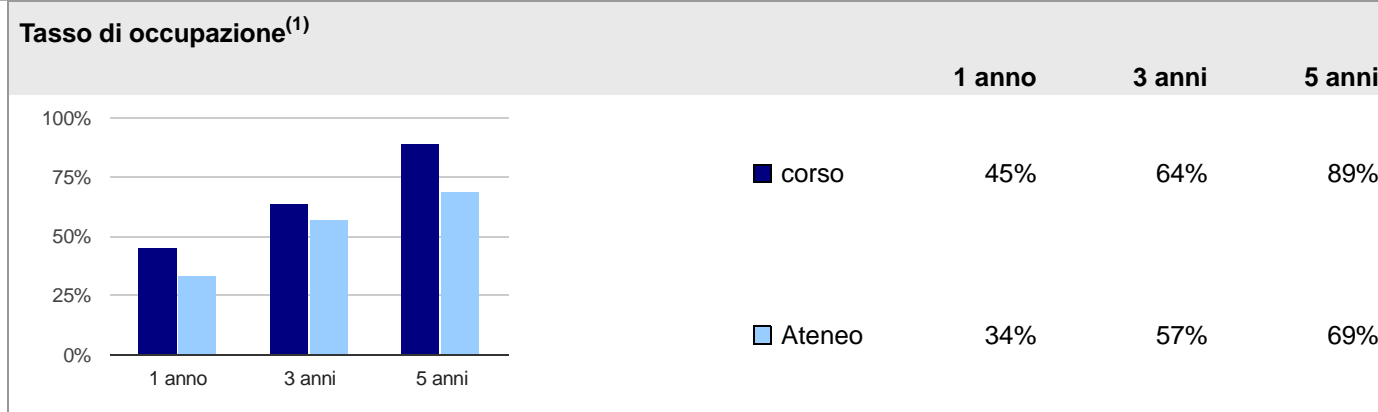 Tasso di occupazione(1)
1 anno 3 anni 5 anni
100%
75%
50%
25%
0%
1 anno 3 anni 5 anni
corso 45% 64% 89%
Ateneo 34% 57% 69%